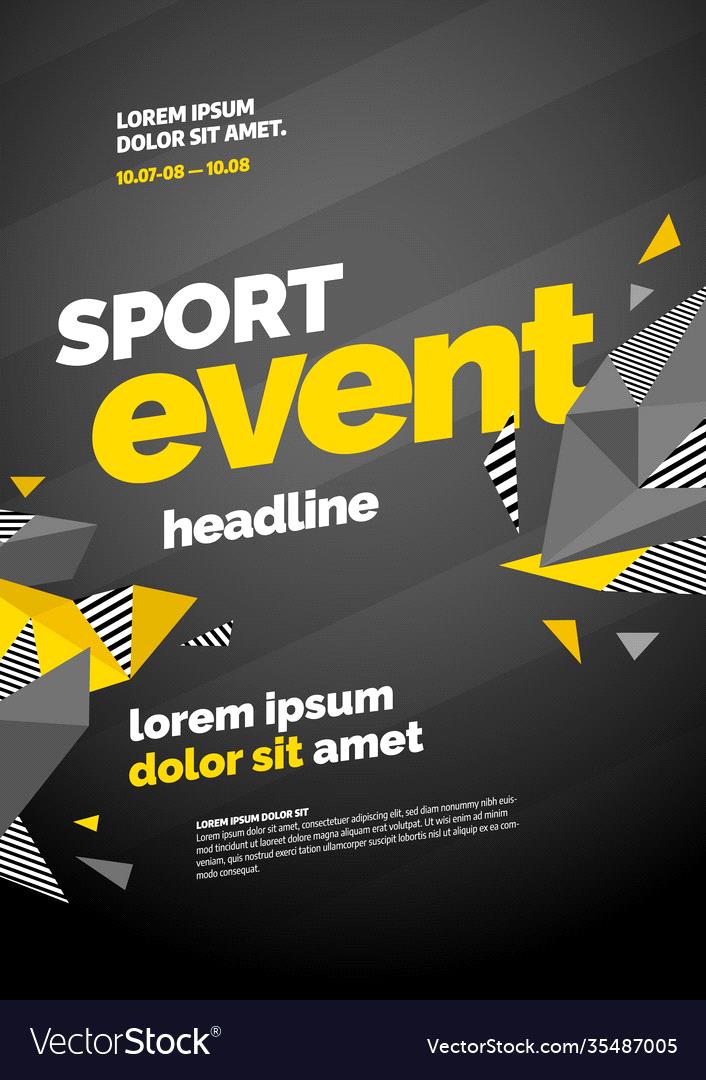 LOREM IPSUM
DOLOR SIT AMET.
10.07-08 — 10.08
SPORT
event
headline
lorem ipsum
dolor sit amet
LOREM IPSUM DOLOR SIT
Lorem ipsum dolor sit amet, consectetuer adipiscing elit, sed diam nonummy nibh euis-
mod tincidunt ut laoreet dolore magna aliquam erat volutpat. Ut wisi enim ad minim
veniam, quis nostrud exerci tation ullamcorper suscipit lobortis nisl ut aliquip ex ea com-
modo consequat.
VectorStock®
VectorStock.com/35487005